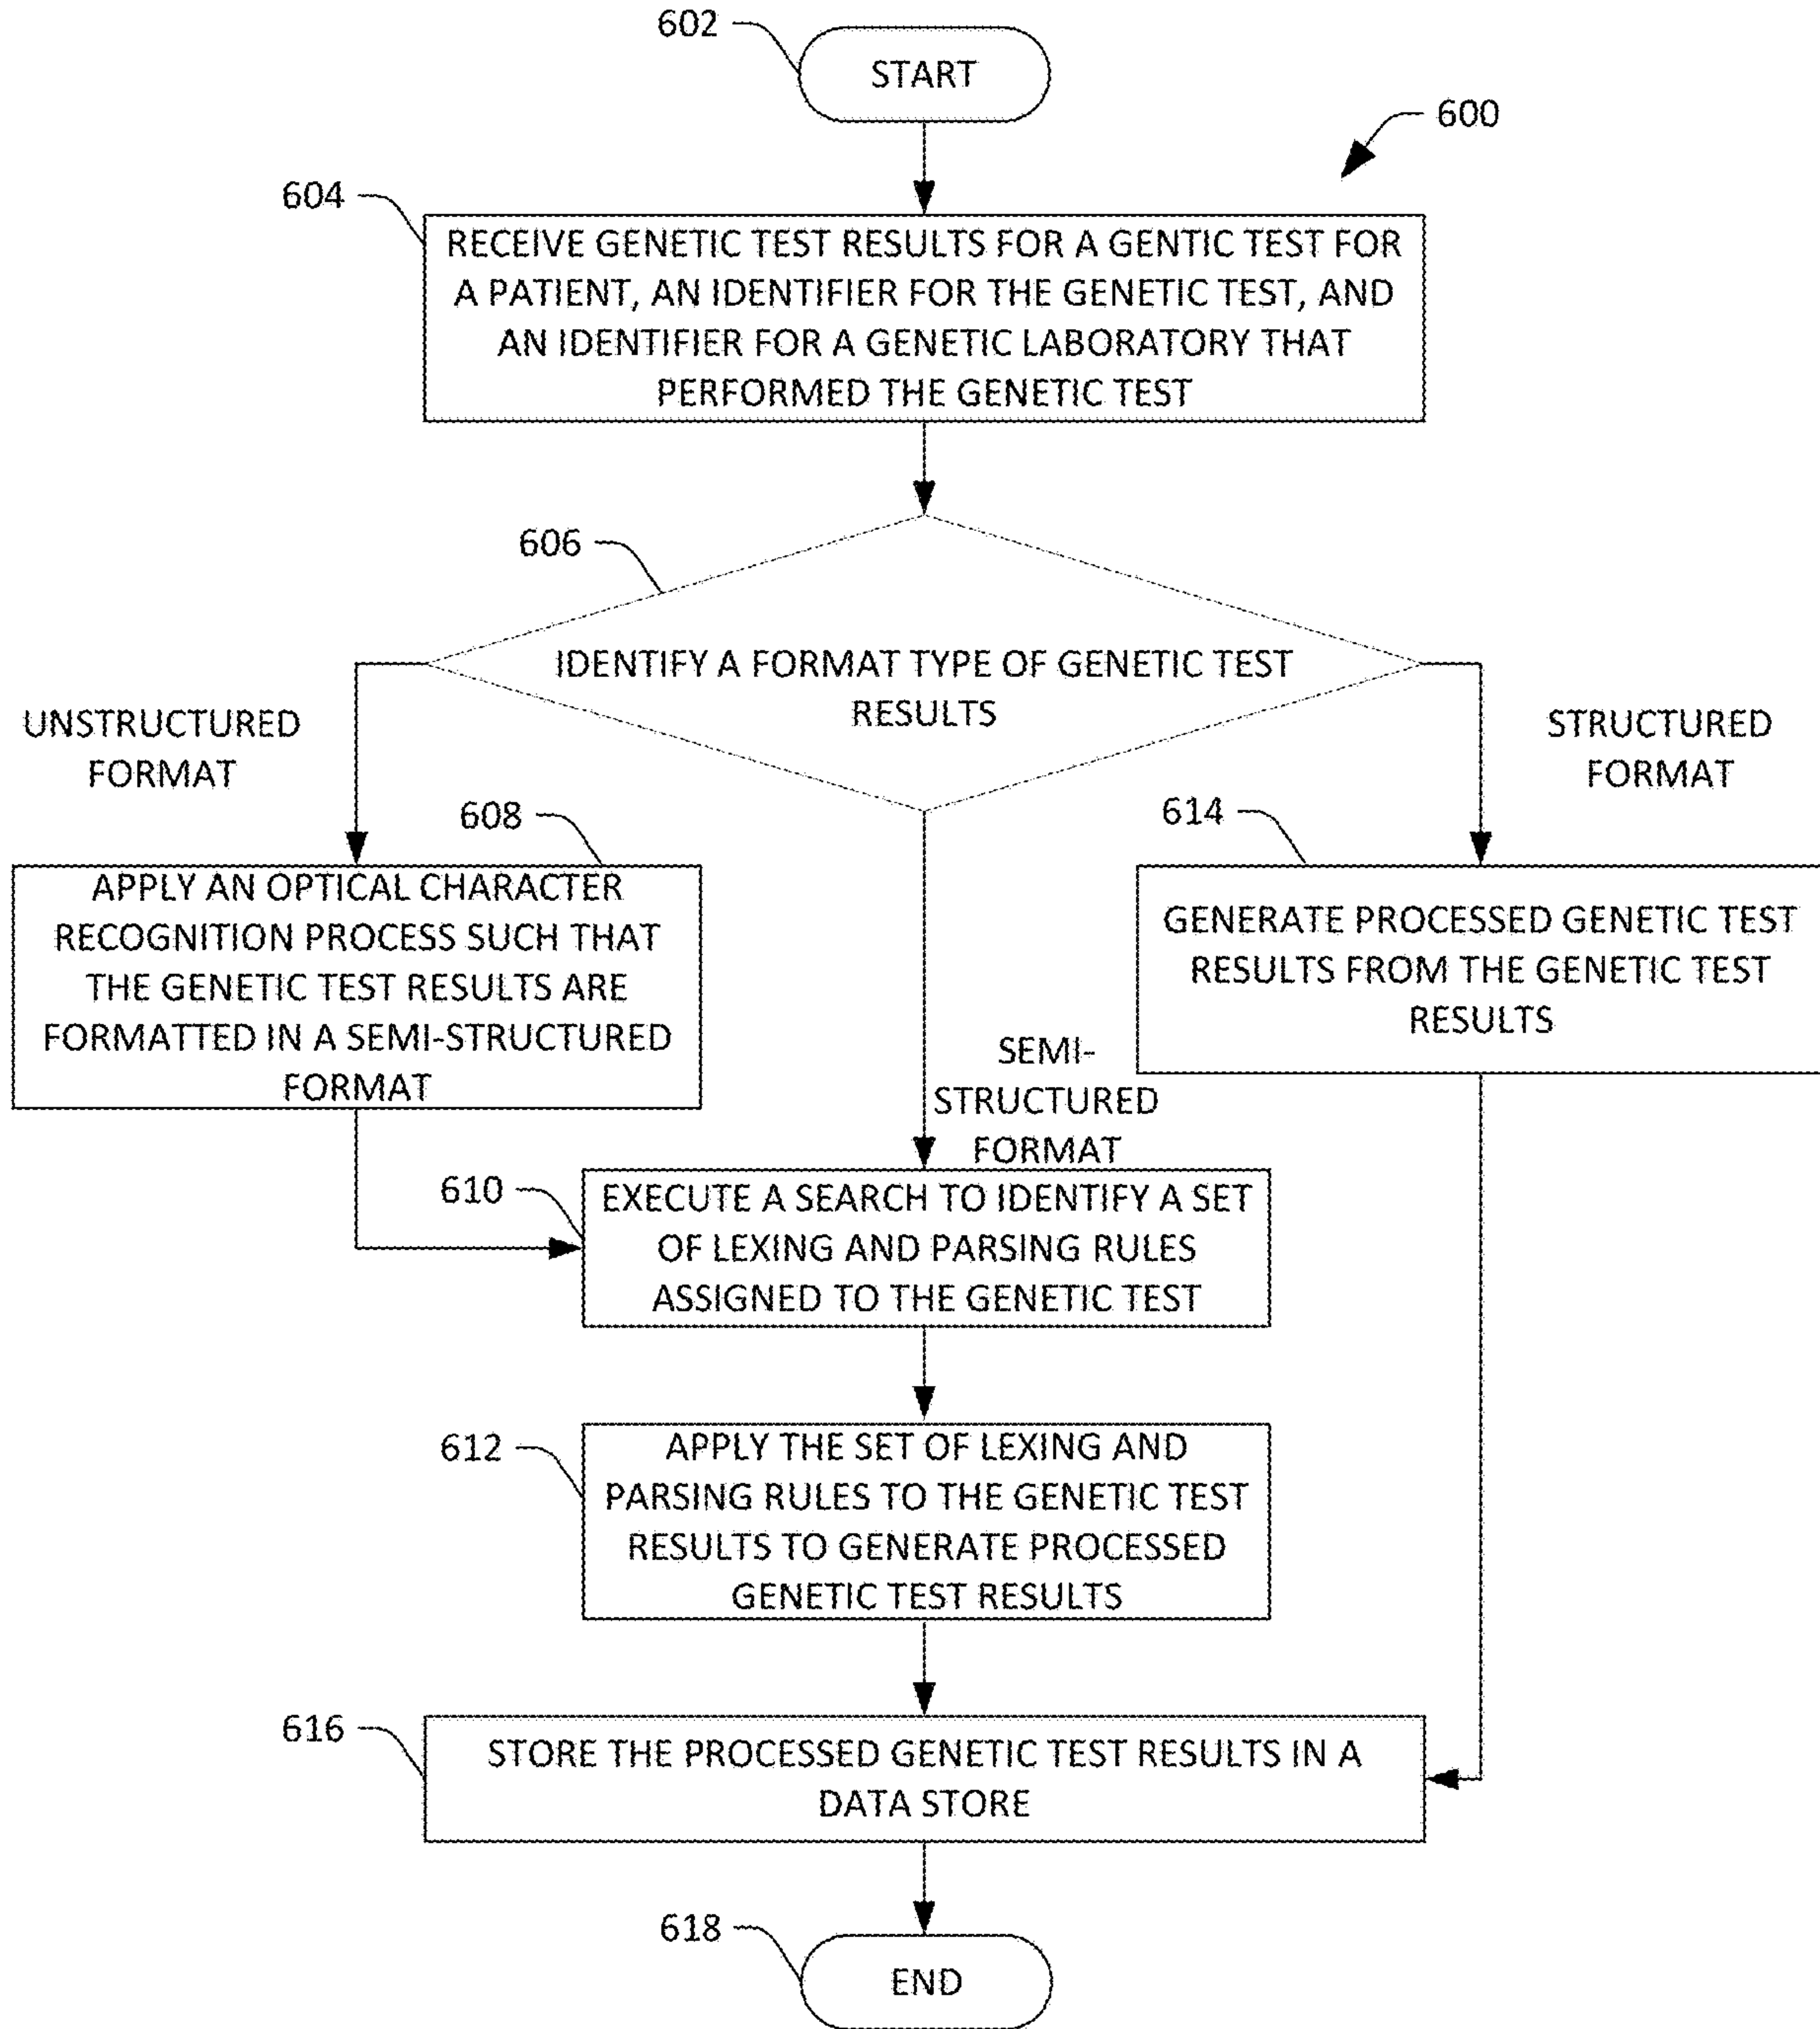 602
START
600
604
RECEIVE GENETIC TEST RESULTS FOR A GENTIC TEST FOR
A PATIENT, AN IDENTIFIER FOR THE GENETIC TEST, AND
AN IDENTIFIER FOR A GENETIC LABORATORY THAT
PERFORMED THE GENETIC TEST
606
IDENTIFY A FORMAT TYPE OF GENETIC TEST
RESULTS
UNSTRUCTURED
FORMAT
STRUCTURED
FORMAT
608
APPLY AN OPTICAL CHARACTER
RECOGNITION PROCESS SUCH THAT
THE GENETIC TEST RESULTS ARE
FORMATTED IN A SEMI-STRUCTURED
FORMAT
614
GENERATE PROCESSED GENETIC TEST
RESULTS FROM THE GENETIC TEST
RESULTS
SEMI-
STRUCTURED
FORMAT
610
EXECUTE A SEARCH TO IDENTIFY A SET
OF LEXING AND PARSING RULES
ASSIGNED TO THE GENETIC TEST
612
APPLY THE SET OF LEXING AND
PARSING RULES TO THE GENETIC TEST
RESULTS TO GENERATE PROCESSED
GENETIC TEST RESULTS
616
STORE THE PROCESSED GENETIC TEST RESULTS IN A
DATA STORE
618
END